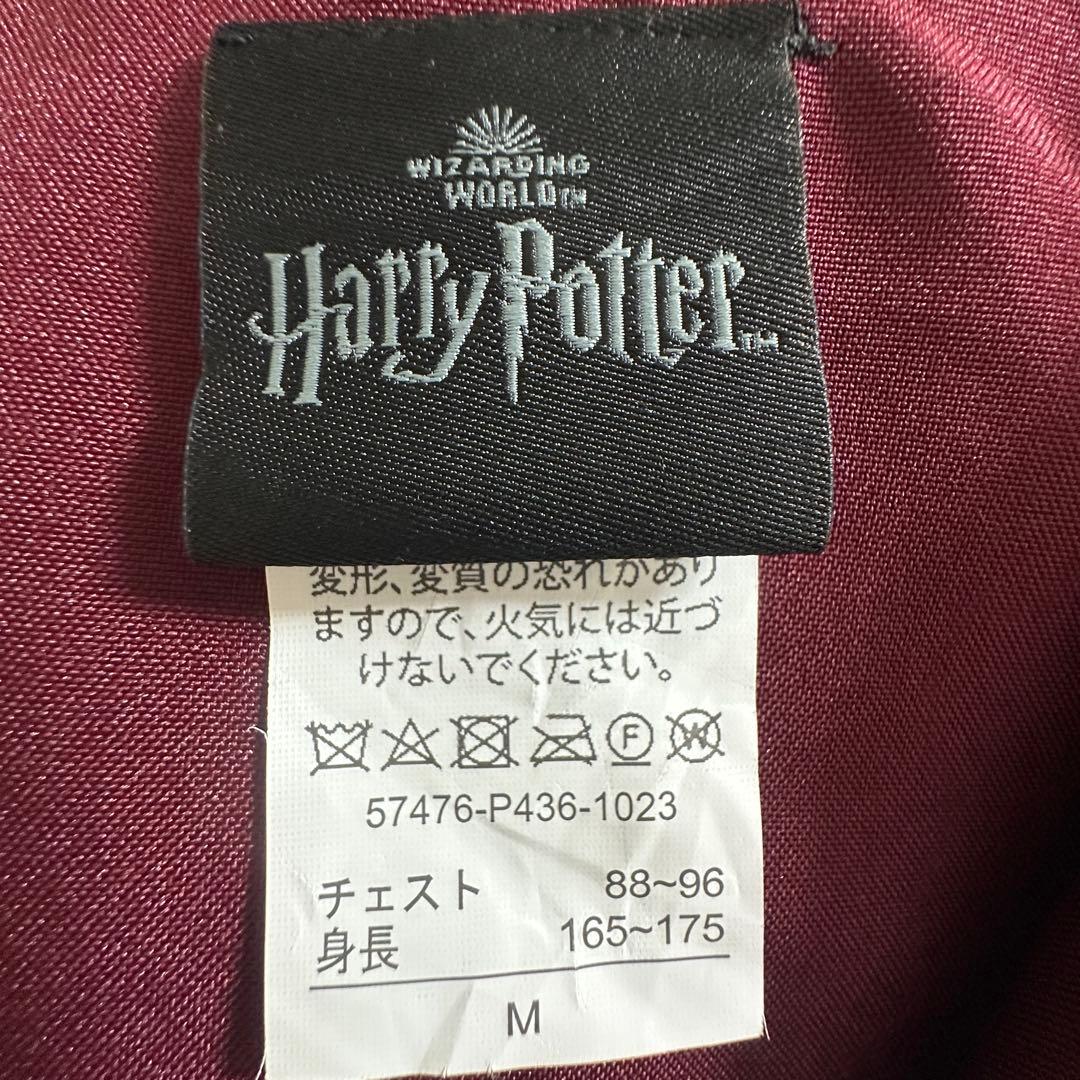 WIZARDING
WORLD™
Harry Potter™
変形、変質の恐れがあり
ますので、火気には近づ
けないでください。
F W
57476-P436-1023
チェスト 88~96
身長 165~175
M